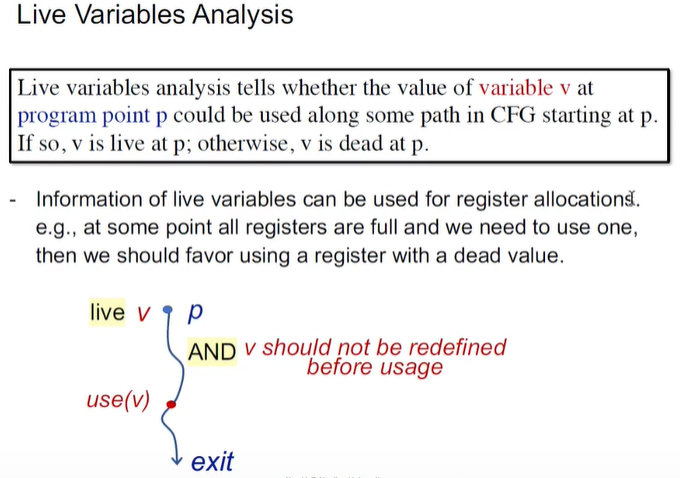 Live Variables Analysis
Live variables analysis tells whether the value of variable v at
program point p could be used along some path in CFG starting at p.
If so, v is live at p; otherwise, v is dead at p.
- Information of live variables can be used for register allocations.
e.g., at some point all registers are full and we need to use one,
then we should favor using a register with a dead value.
live v p
AND v should not be redefined
before usage
use(v)
exit